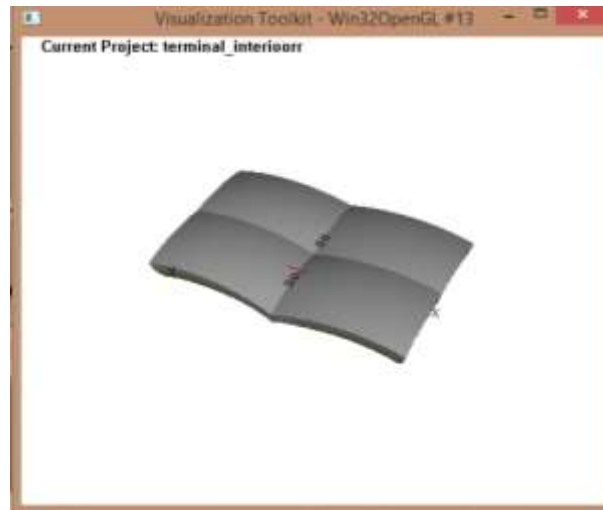 Visualization Toolkit - Win32OpenGL #13
Current Project: terminal_interioorr
X